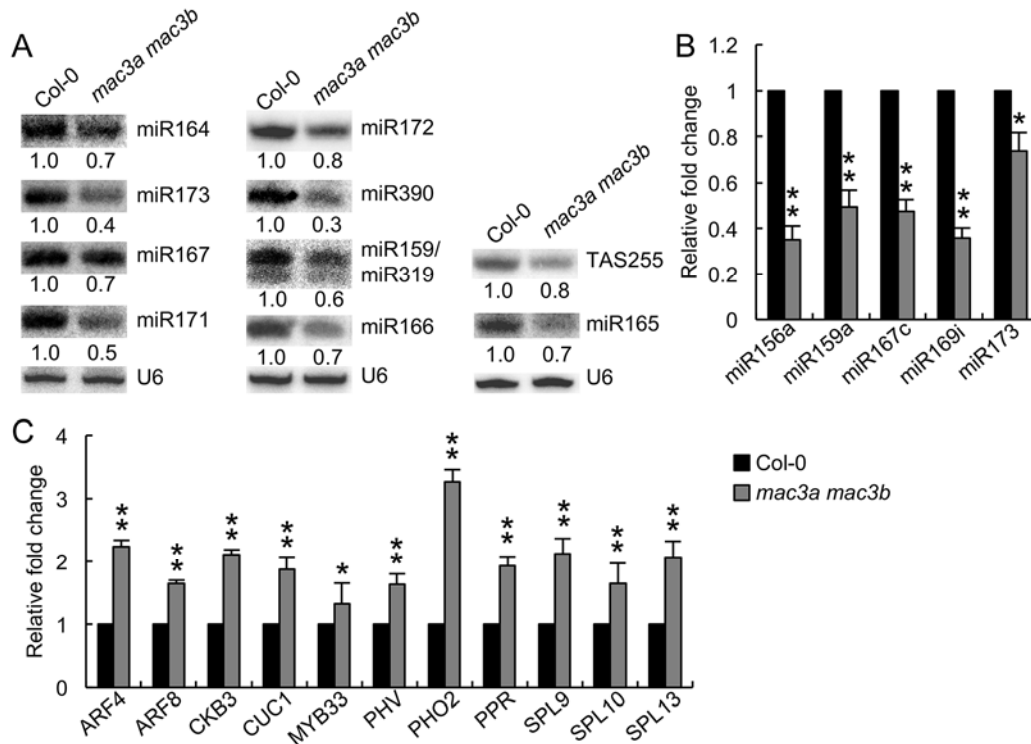 A
Col-0
mac3a mac3b
miR164
1.0 0.7
miR173
1.0 0.4
miR167
1.0 0.7
miR171
1.0 0.5
U6
Col-0
mac3a mac3b
miR172
1.0 0.8
miR390
1.0 0.3
miR159/
miR319
1.0 0.6
miR166
1.0 0.7
U6
Col-0
mac3a mac3b
TAS255
1.0 0.8
miR165
1.0 0.7
U6
B
Relative fold change
1.2
1
0.8
0.6
0.4
0.2
0
**
**
**
**
*
miR156a
miR159a
miR167c
miR169i
miR173
C
Relative fold change
4
3
2
1
0
**
**
**
**
*
**
**
**
**
**
**
ARF4
ARF8
CKB3
CUC1
MYB33
PHV
PHO2
PPR
SPL9
SPL10
SPL13
Col-0
mac3a mac3b